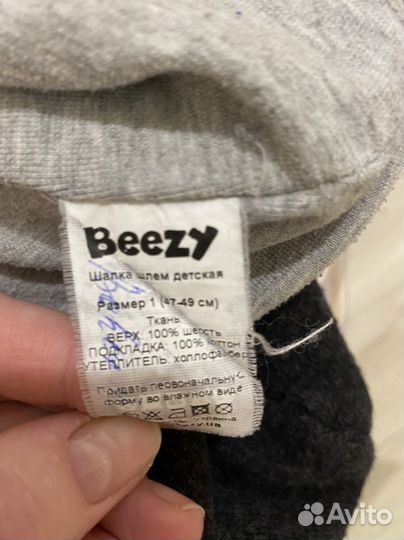 Beezy
Шапка шлем детская
Размер 1 (47-49 см)
Ткань
ВЕРХ: 100% шерсть
ПОДКЛАДКА: 100% коттон
УТЕПЛИТЕЛЬ: холлофайбер
Придать первоначальную
форму во влажном виде
Avito